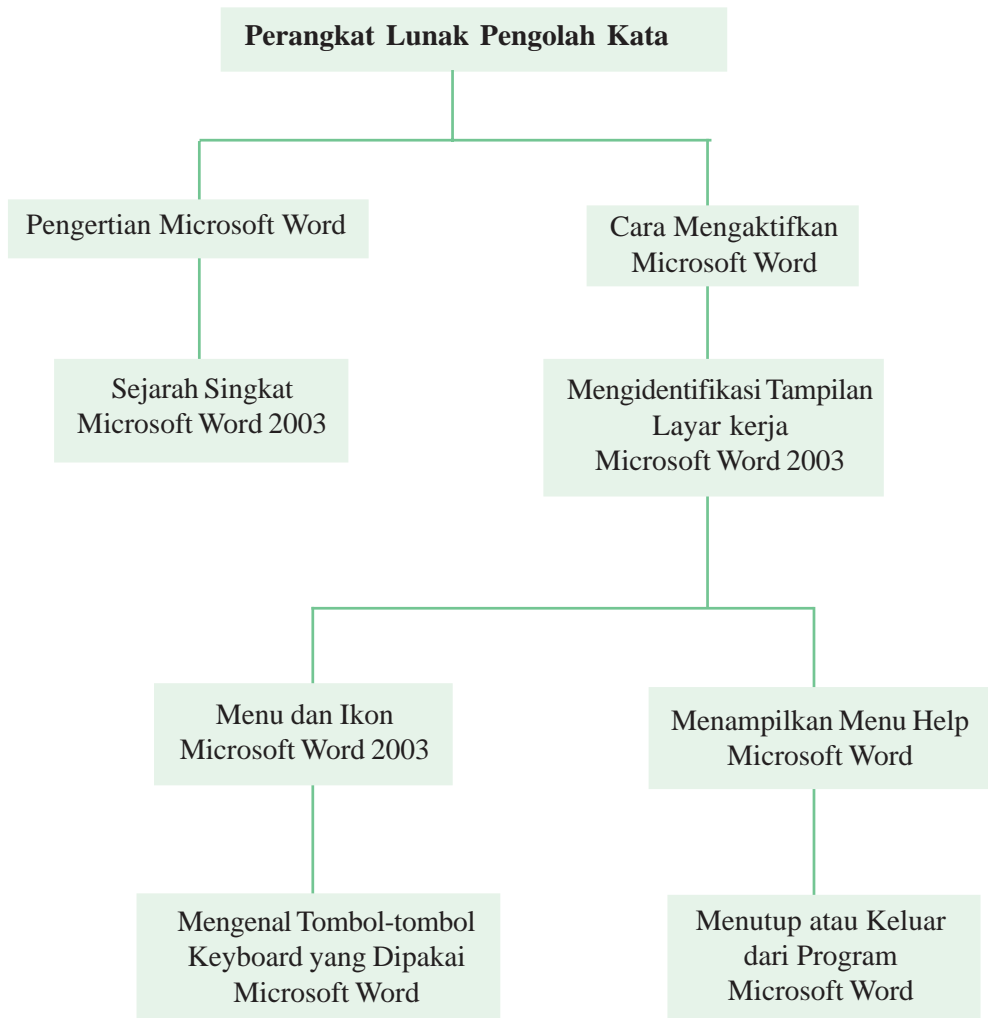 Perangkat Lunak Pengolah Kata
Pengertian Microsoft Word
Cara Mengaktifkan
Microsoft Word
Sejarah Singkat
Microsoft Word 2003
Mengidentifikasi Tampilan
Layar kerja
Microsoft Word 2003
Menu dan Ikon
Microsoft Word 2003
Menampilkan Menu Help
Microsoft Word
Mengenal Tombol-tombol
Keyboard yang Dipakai
Microsoft Word
Menutup atau Keluar
dari Program
Microsoft Word